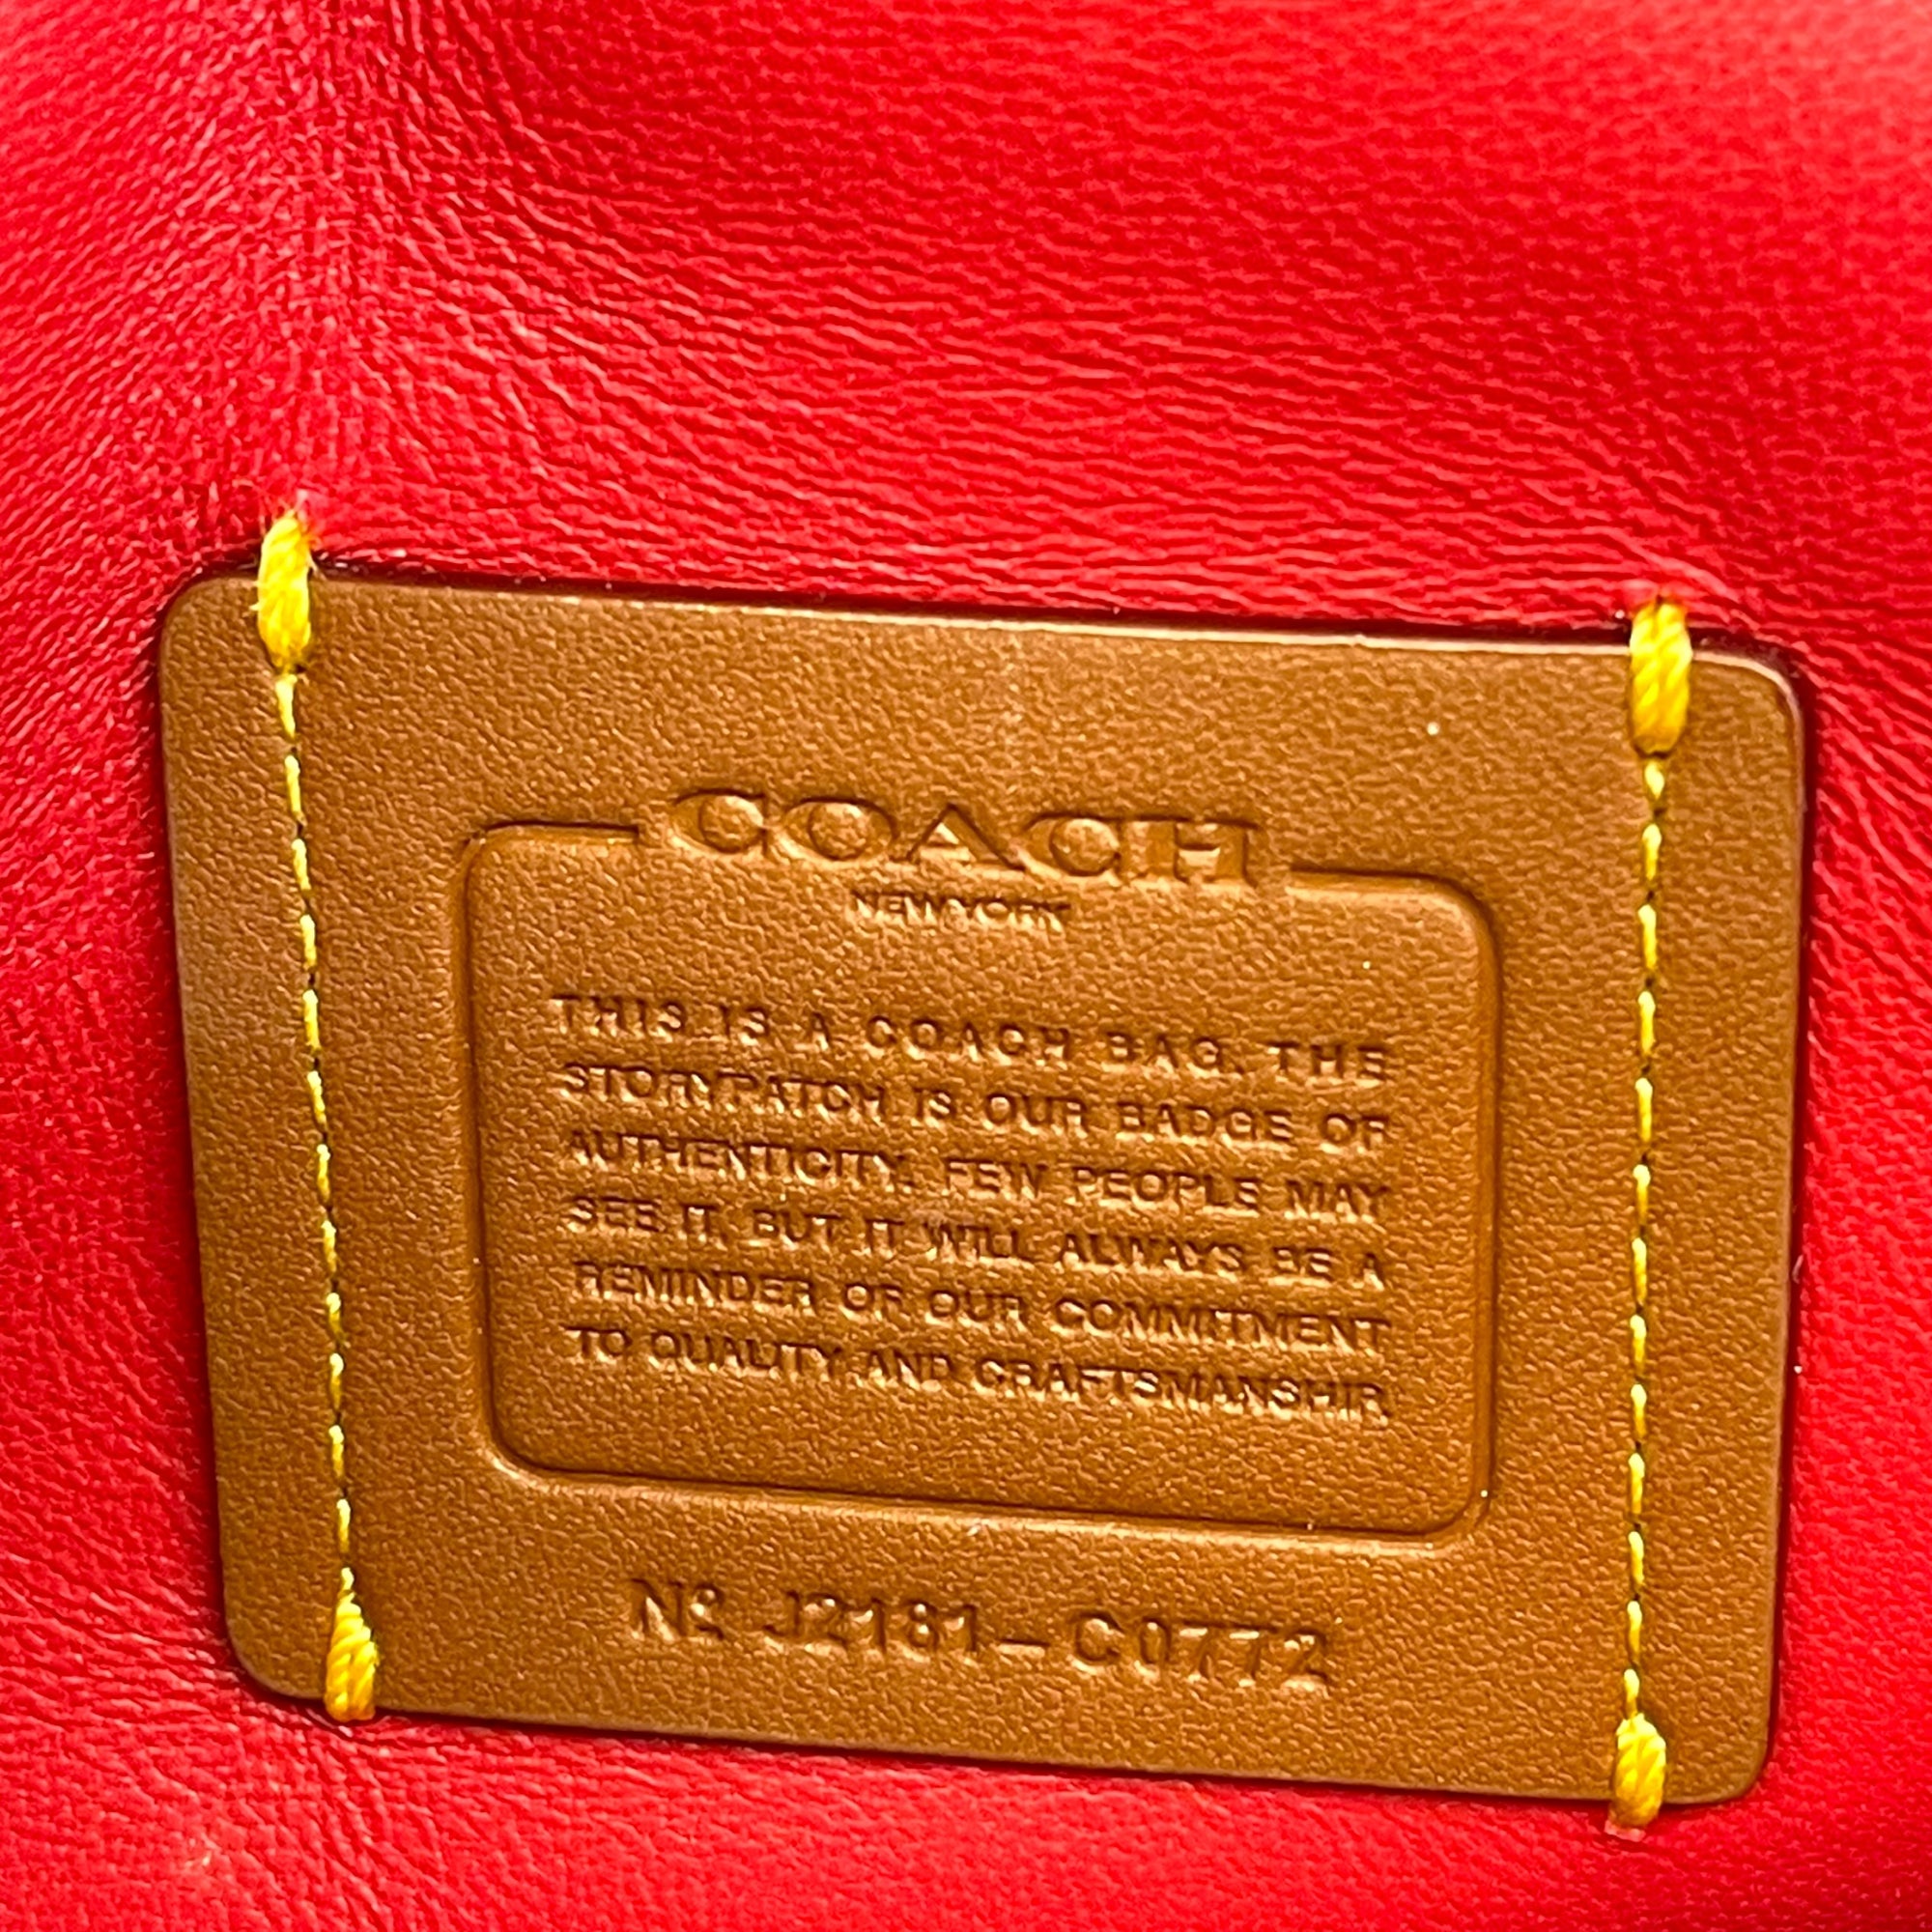 COACH
NEW YORK
THIS IS A COACH BAG. THE
STORYPATCH IS OUR BADGE OF
AUTHENTICITY. FEW PEOPLE MAY
SEE IT, BUT IT WILL ALWAYS BE A
REMINDER OF OUR COMMITMENT
TO QUALITY AND CRAFTSMANSHIP.
Nº J2181-C0772